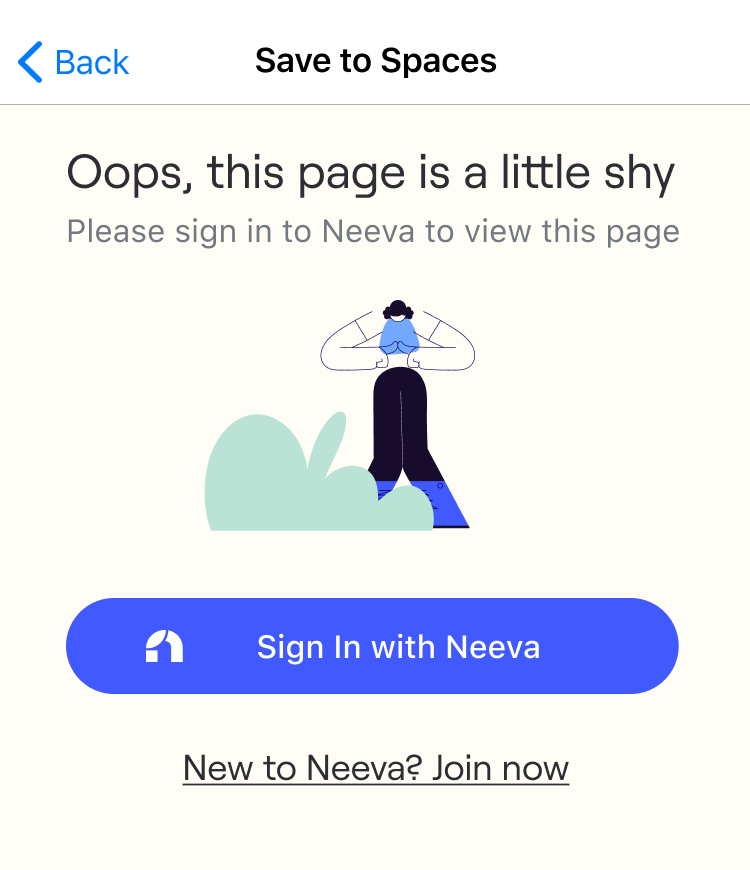 Back
Save to Spaces
Oops, this page is a little shy
Please sign in to Neeva to view this page
Sign In with Neeva
New to Neeva? Join now